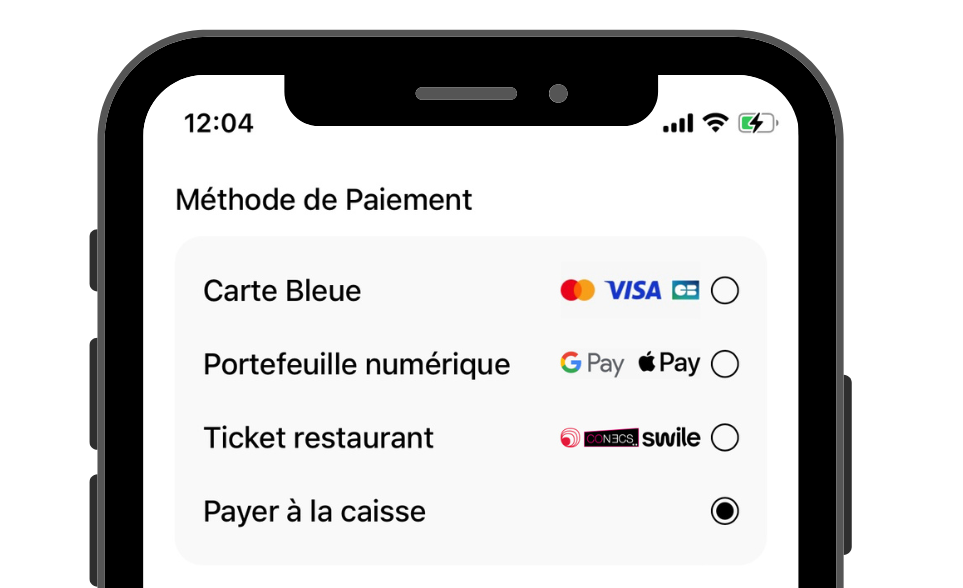 12:04
Méthode de Paiement
Carte Bleue VISA CB
Portefeuille numérique G Pay Pay
Ticket restaurant CONECS swile
Payer à la caisse